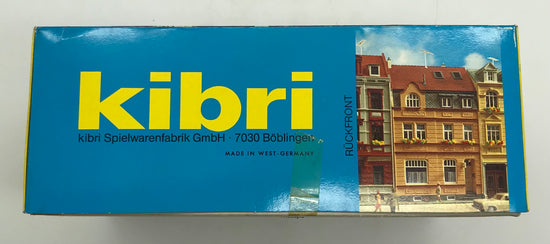 kibri
kibri Spielwarenfabrik GmbH · 7030 Böblingen
MADE IN WEST-GERMANY
RÜCKFRONT